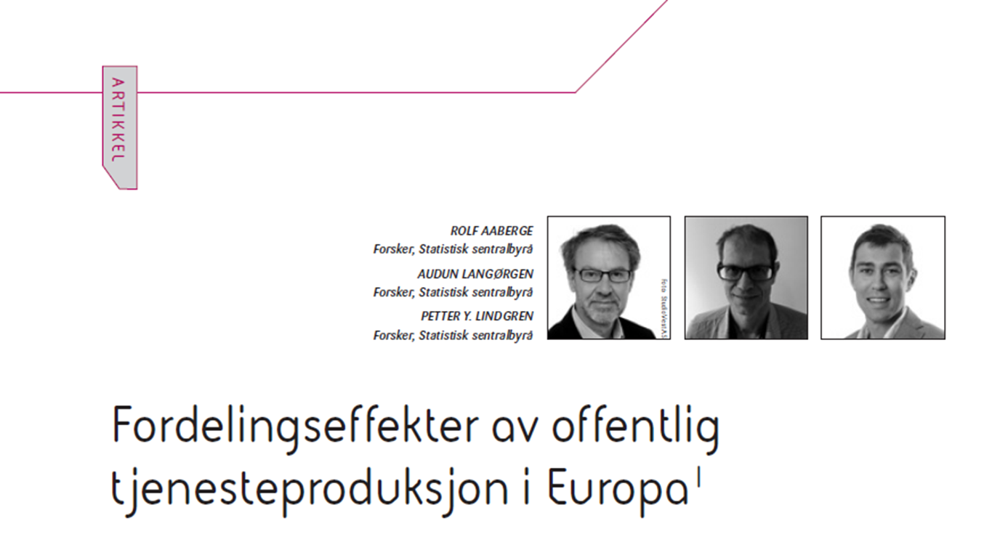 ARTIKKEL
ROLF AABERGE
Forsker, Statistisk sentralbyrå
AUDUN LANGØRGEN
Forsker, Statistisk sentralbyrå
PETTER Y. LINDGREN
Forsker, Statistisk sentralbyrå
Foto: StudioVest AS
Fordelingseffekter av offentlig
tjenesteproduksjon i Europa¹